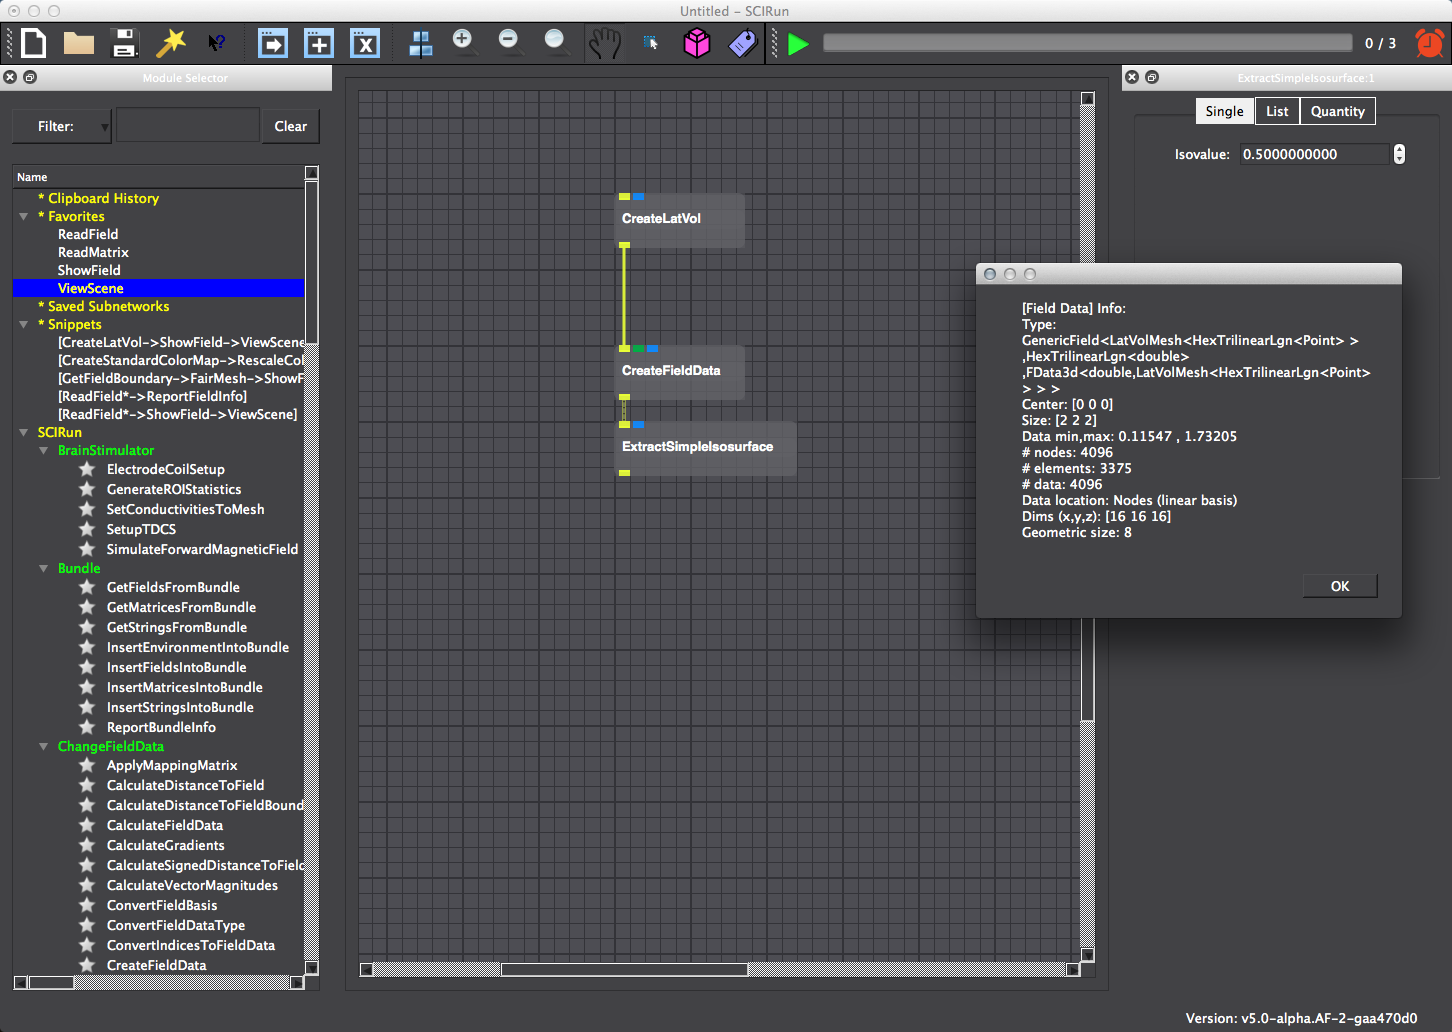 Untitled - SCIRun
0 / 3
Module Selector
Filter:
Clear
Name
* Clipboard History
* Favorites
ReadField
ReadMatrix
ShowField
ViewScene
* Saved Subnetworks
* Snippets
[CreateLatVol->ShowField->ViewScene
[CreateStandardColorMap->RescaleCol
[GetFieldBoundary->FairMesh->ShowF
[ReadField*->ReportFieldInfo]
[ReadField*->ShowField->ViewScene]
SCIRun
BrainStimulator
ElectrodeCoilSetup
GenerateROIStatistics
SetConductivitiesToMesh
SetupTDCS
SimulateForwardMagneticField
Bundle
GetFieldsFromBundle
GetMatricesFromBundle
GetStringsFromBundle
InsertEnvironmentIntoBundle
InsertFieldsIntoBundle
InsertMatricesIntoBundle
InsertStringsIntoBundle
ReportBundleInfo
ChangeFieldData
ApplyMappingMatrix
CalculateDistanceToField
CalculateDistanceToFieldBound
CalculateFieldData
CalculateGradients
CalculateSignedDistanceToField
CalculateVectorMagnitudes
ConvertFieldBasis
ConvertFieldDataType
ConvertIndicesToFieldData
CreateFieldData
CreateLatVol
CreateFieldData
ExtractSimpleIsosurface
ExtractSimpleIsosurface:1
Single
List
Quantity
Isovalue: 0.5000000000
[Field Data] Info:
Type:
GenericField<LatVolMesh<HexTrilinearLgn<Point> >
,HexTrilinearLgn<double>
,FData3d<double,LatVolMesh<HexTrilinearLgn<Point>
> > >
Center: [0 0 0]
Size: [2 2 2]
Data min,max: 0.11547 , 1.73205
# nodes: 4096
# elements: 3375
# data: 4096
Data location: Nodes (linear basis)
Dims (x,y,z): [16 16 16]
Geometric size: 8
OK
Version: v5.0-alpha.AF-2-gaa470d0